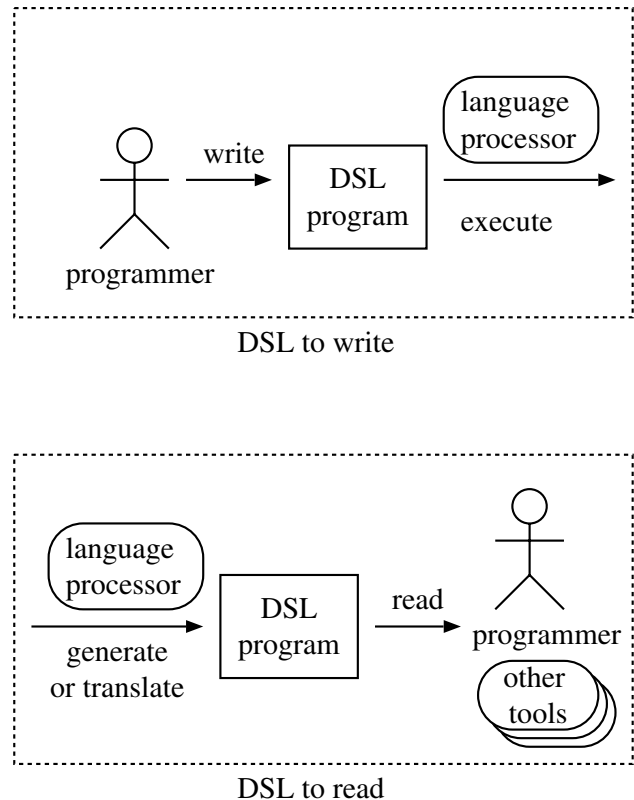 language
processor
write
DSL
program
execute
programmer
DSL to write
language
processor
DSL
program
read
generate
or translate
programmer
other
tools
DSL to read